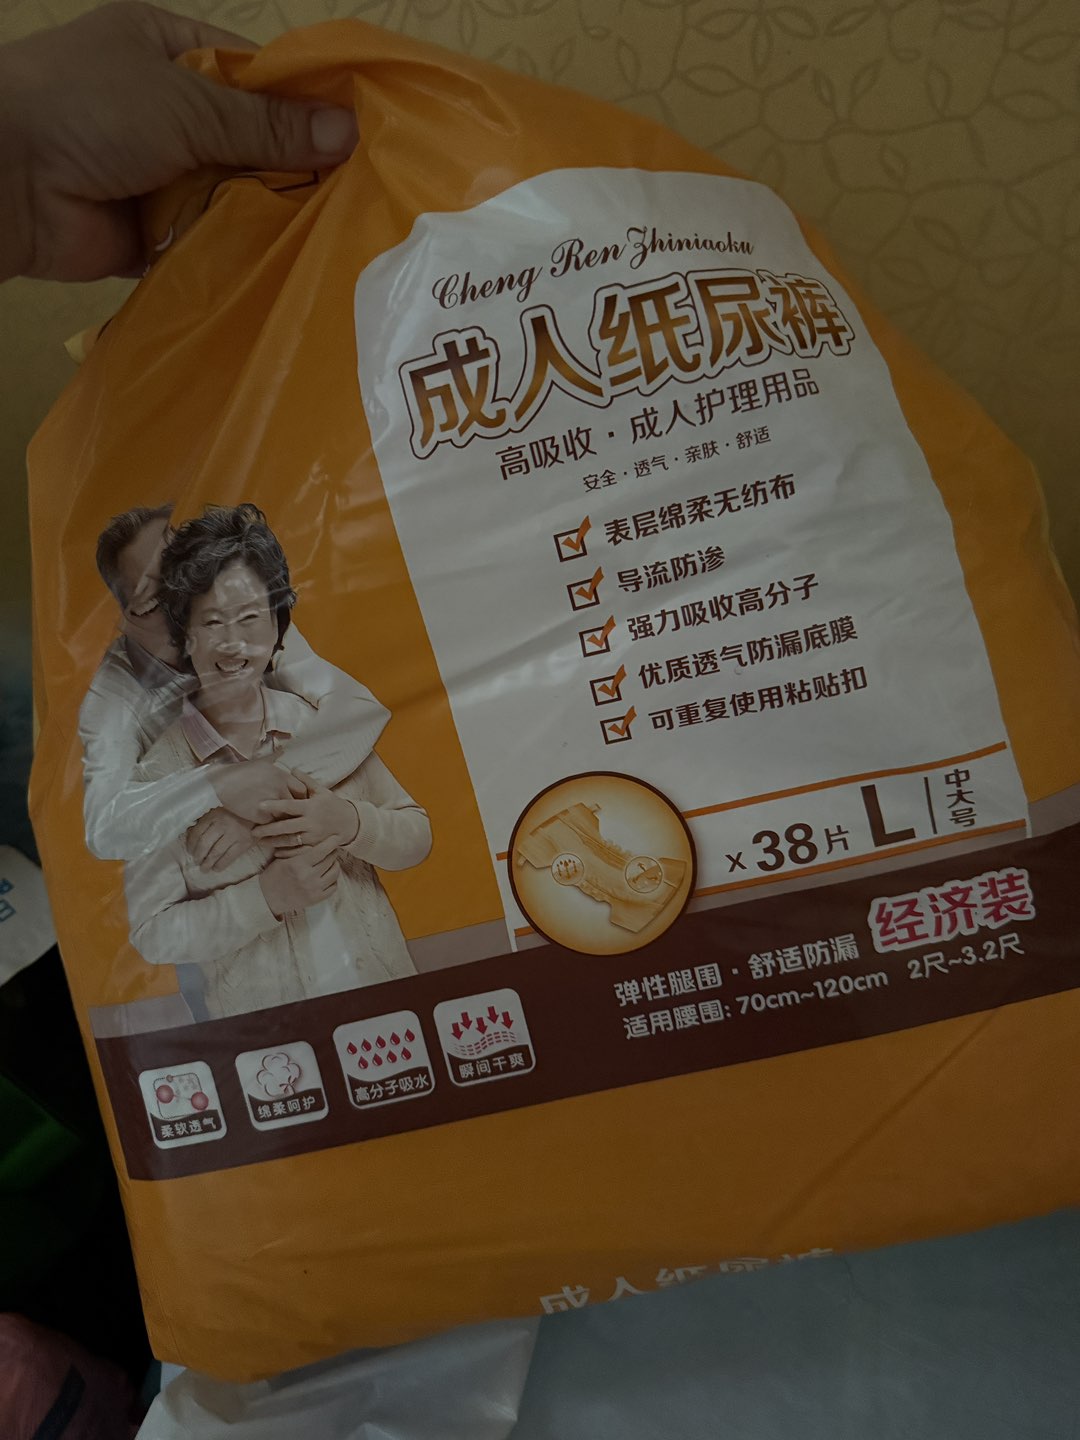 Cheng Ren Zhiniaoku
成人纸尿裤
高吸收·成人护理用品
安全·透气·亲肤·舒适
表层绵柔无纺布
导流防渗
强力吸收高分子
优质透气防漏底膜
可重复使用粘贴扣
x 38片 L 中大号
经济装
弹性腿围·舒适防漏
适用腰围: 70cm~120cm 2尺~3.2尺
柔软透气
绵柔呵护
高分子吸水
瞬间干爽
成人纸尿裤